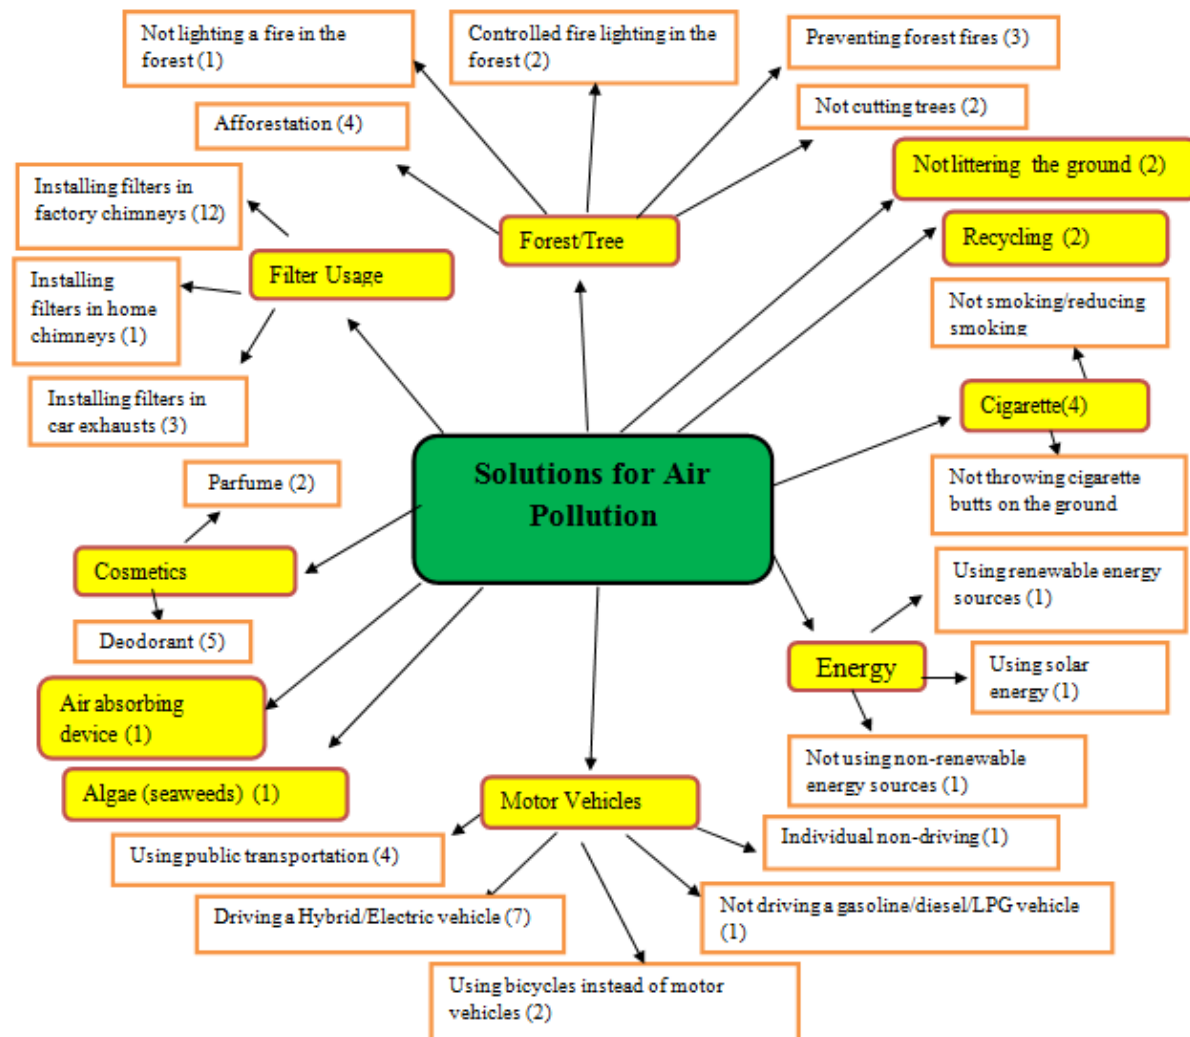 Not lighting a fire in the
forest (1)
Controlled fire lighting in the
forest (2)
Preventing forest fires (3)
Afforestation (4)
Not cutting trees (2)
Not littering the ground (2)
Installing filters in
factory chimneys (12)
Forest/Tree
Recycling (2)
Filter Usage
Installing
filters in home
chimneys (1)
Not smoking/reducing
smoking
Installing filters in
car exhausts (3)
Cigarette(4)
Solutions for Air
Pollution
Parfume (2)
Not throwing cigarette
butts on the ground
Cosmetics
Using renewable energy
sources (1)
Deodorant (5)
Energy
Using solar
energy (1)
Air absorbing
device (1)
Not using non-renewable
energy sources (1)
Algae (seaweeds) (1)
Motor Vehicles
Using public transportation (4)
Individual non-driving (1)
Driving a Hybrid/Electric vehicle (7)
Not driving a gasoline/diesel/LPG vehicle
(1)
Using bicycles instead of motor
vehicles (2)